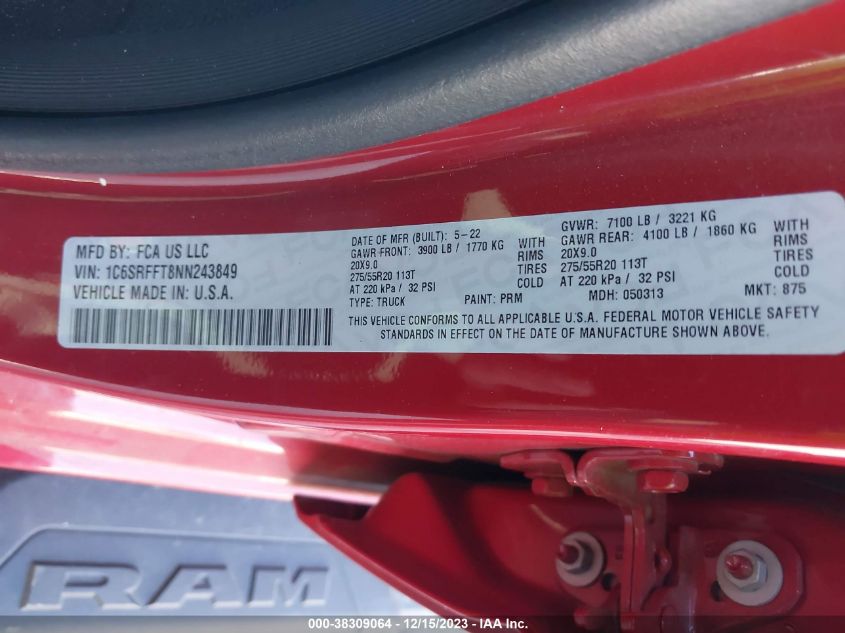 MFD BY: FCA US LLC
VIN: 1C6SRFFT8NN243849
VEHICLE MADE IN: U.S.A.
DATE OF MFR (BUILT): 5-22
GAWR FRONT: 3900 LB / 1770 KG WITH
20X9.0 RIMS
275/55R20 113T TIRES
AT 220 kPa / 32 PSI COLD
TYPE: TRUCK PAINT: PRM
GVWR: 7100 LB / 3221 KG
GAWR REAR: 4100 LB / 1860 KG WITH
20X9.0 RIMS
275/55R20 113T TIRES
AT 220 kPa / 32 PSI COLD
MDH: 050313 MKT: 875
THIS VEHICLE CONFORMS TO ALL APPLICABLE U.S.A. FEDERAL MOTOR VEHICLE SAFETY
STANDARDS IN EFFECT ON THE DATE OF MANUFACTURE SHOWN ABOVE.
RAM
000-38309064 - 12/15/2023 -